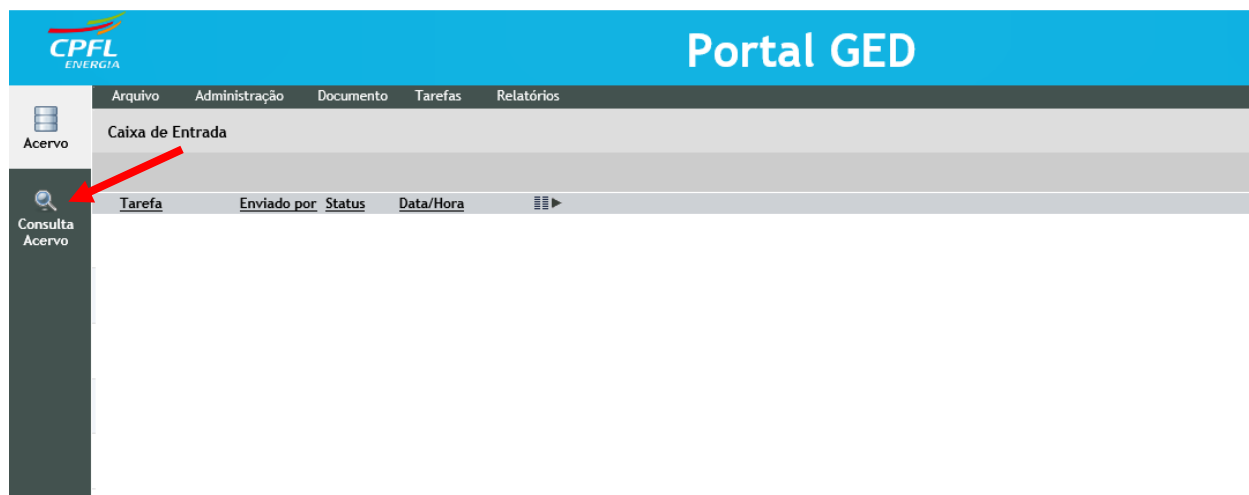 CPFL
ENERGIA
Portal GED
Arquivo Administração Documento Tarefas Relatórios
Acervo
Caixa de Entrada
Consulta
Acervo
Tarefa Enviado por Status Data/Hora